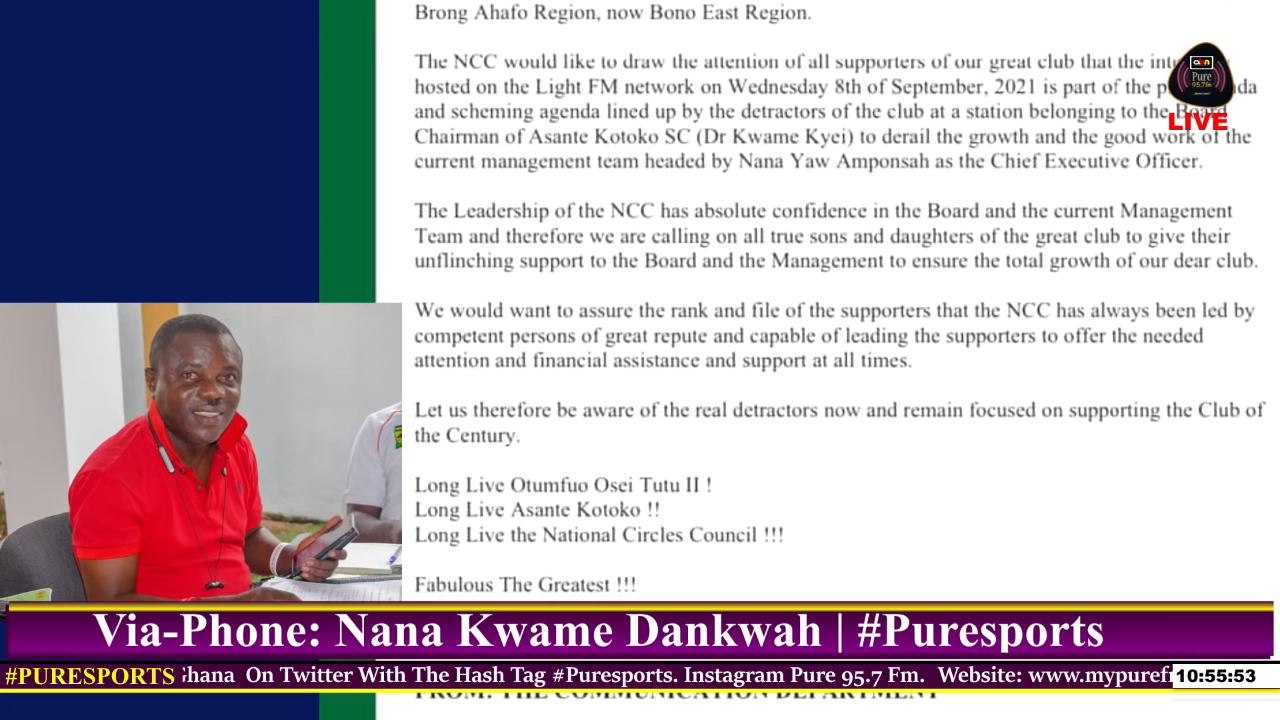 Brong Ahafo Region, now Bono East Region.
The NCC would like to draw the attention of all supporters of our great club that the
hosted on the Light FM network on Wednesday 8th of September, 2021 is part of the
and scheming agenda lined up by the detractors of the club at a station belonging to the Board
Chairman of Asante Kotoko SC (Dr Kwame Kyei) to derail the growth and the good work of the
current management team headed by Nana Yaw Amponsah as the Chief Executive Officer.
The Leadership of the NCC has absolute confidence in the Board and the current Management
Team and therefore we are calling on all true sons and daughters of the great club to give their
unflinching support to the Board and the Management to ensure the total growth of our dear club.
We would want to assure the rank and file of the supporters that the NCC has always been led by
competent persons of great repute and capable of leading the supporters to offer the needed
attention and financial assistance and support at all times.
Let us therefore be aware of the real detractors now and remain focused on supporting the Club of
the Century.
Long Live Otumfuo Osei Tutu II !
Long Live Asante Kotoko !!
Long Live the National Circles Council !!!
Fabulous The Greatest !!!
FROM: THE COMMUNICATION DEPARTMENT
Pure
95.7fm
LIVE
Via-Phone: Nana Kwame Dankwah | #Puresports
#PURESPORTS hana On Twitter With The Hash Tag #Puresports. Instagram Pure 95.7 Fm. Website: www.mypuref
10:55:53